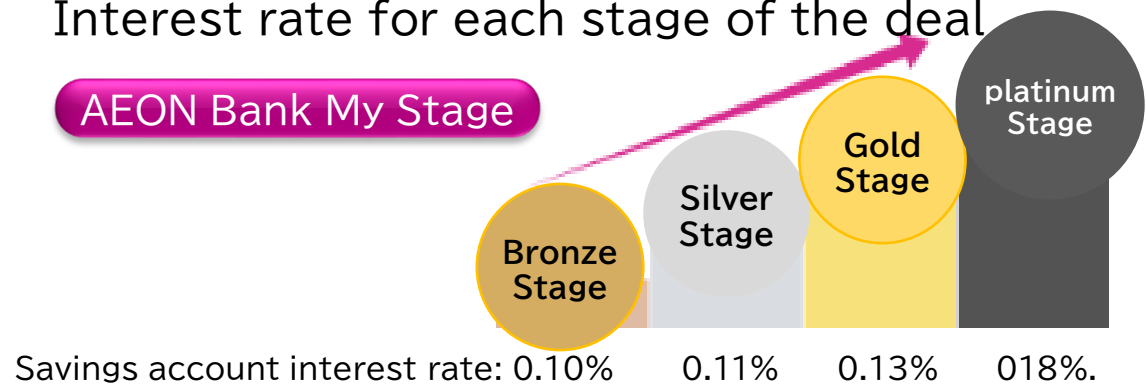 Interest rate for each stage of the deal
AEON Bank My Stage
platinum
Stage
Gold
Stage
Silver
Stage
Bronze
Stage
Savings account interest rate: 0.10% 0.11% 0.13% 018%.